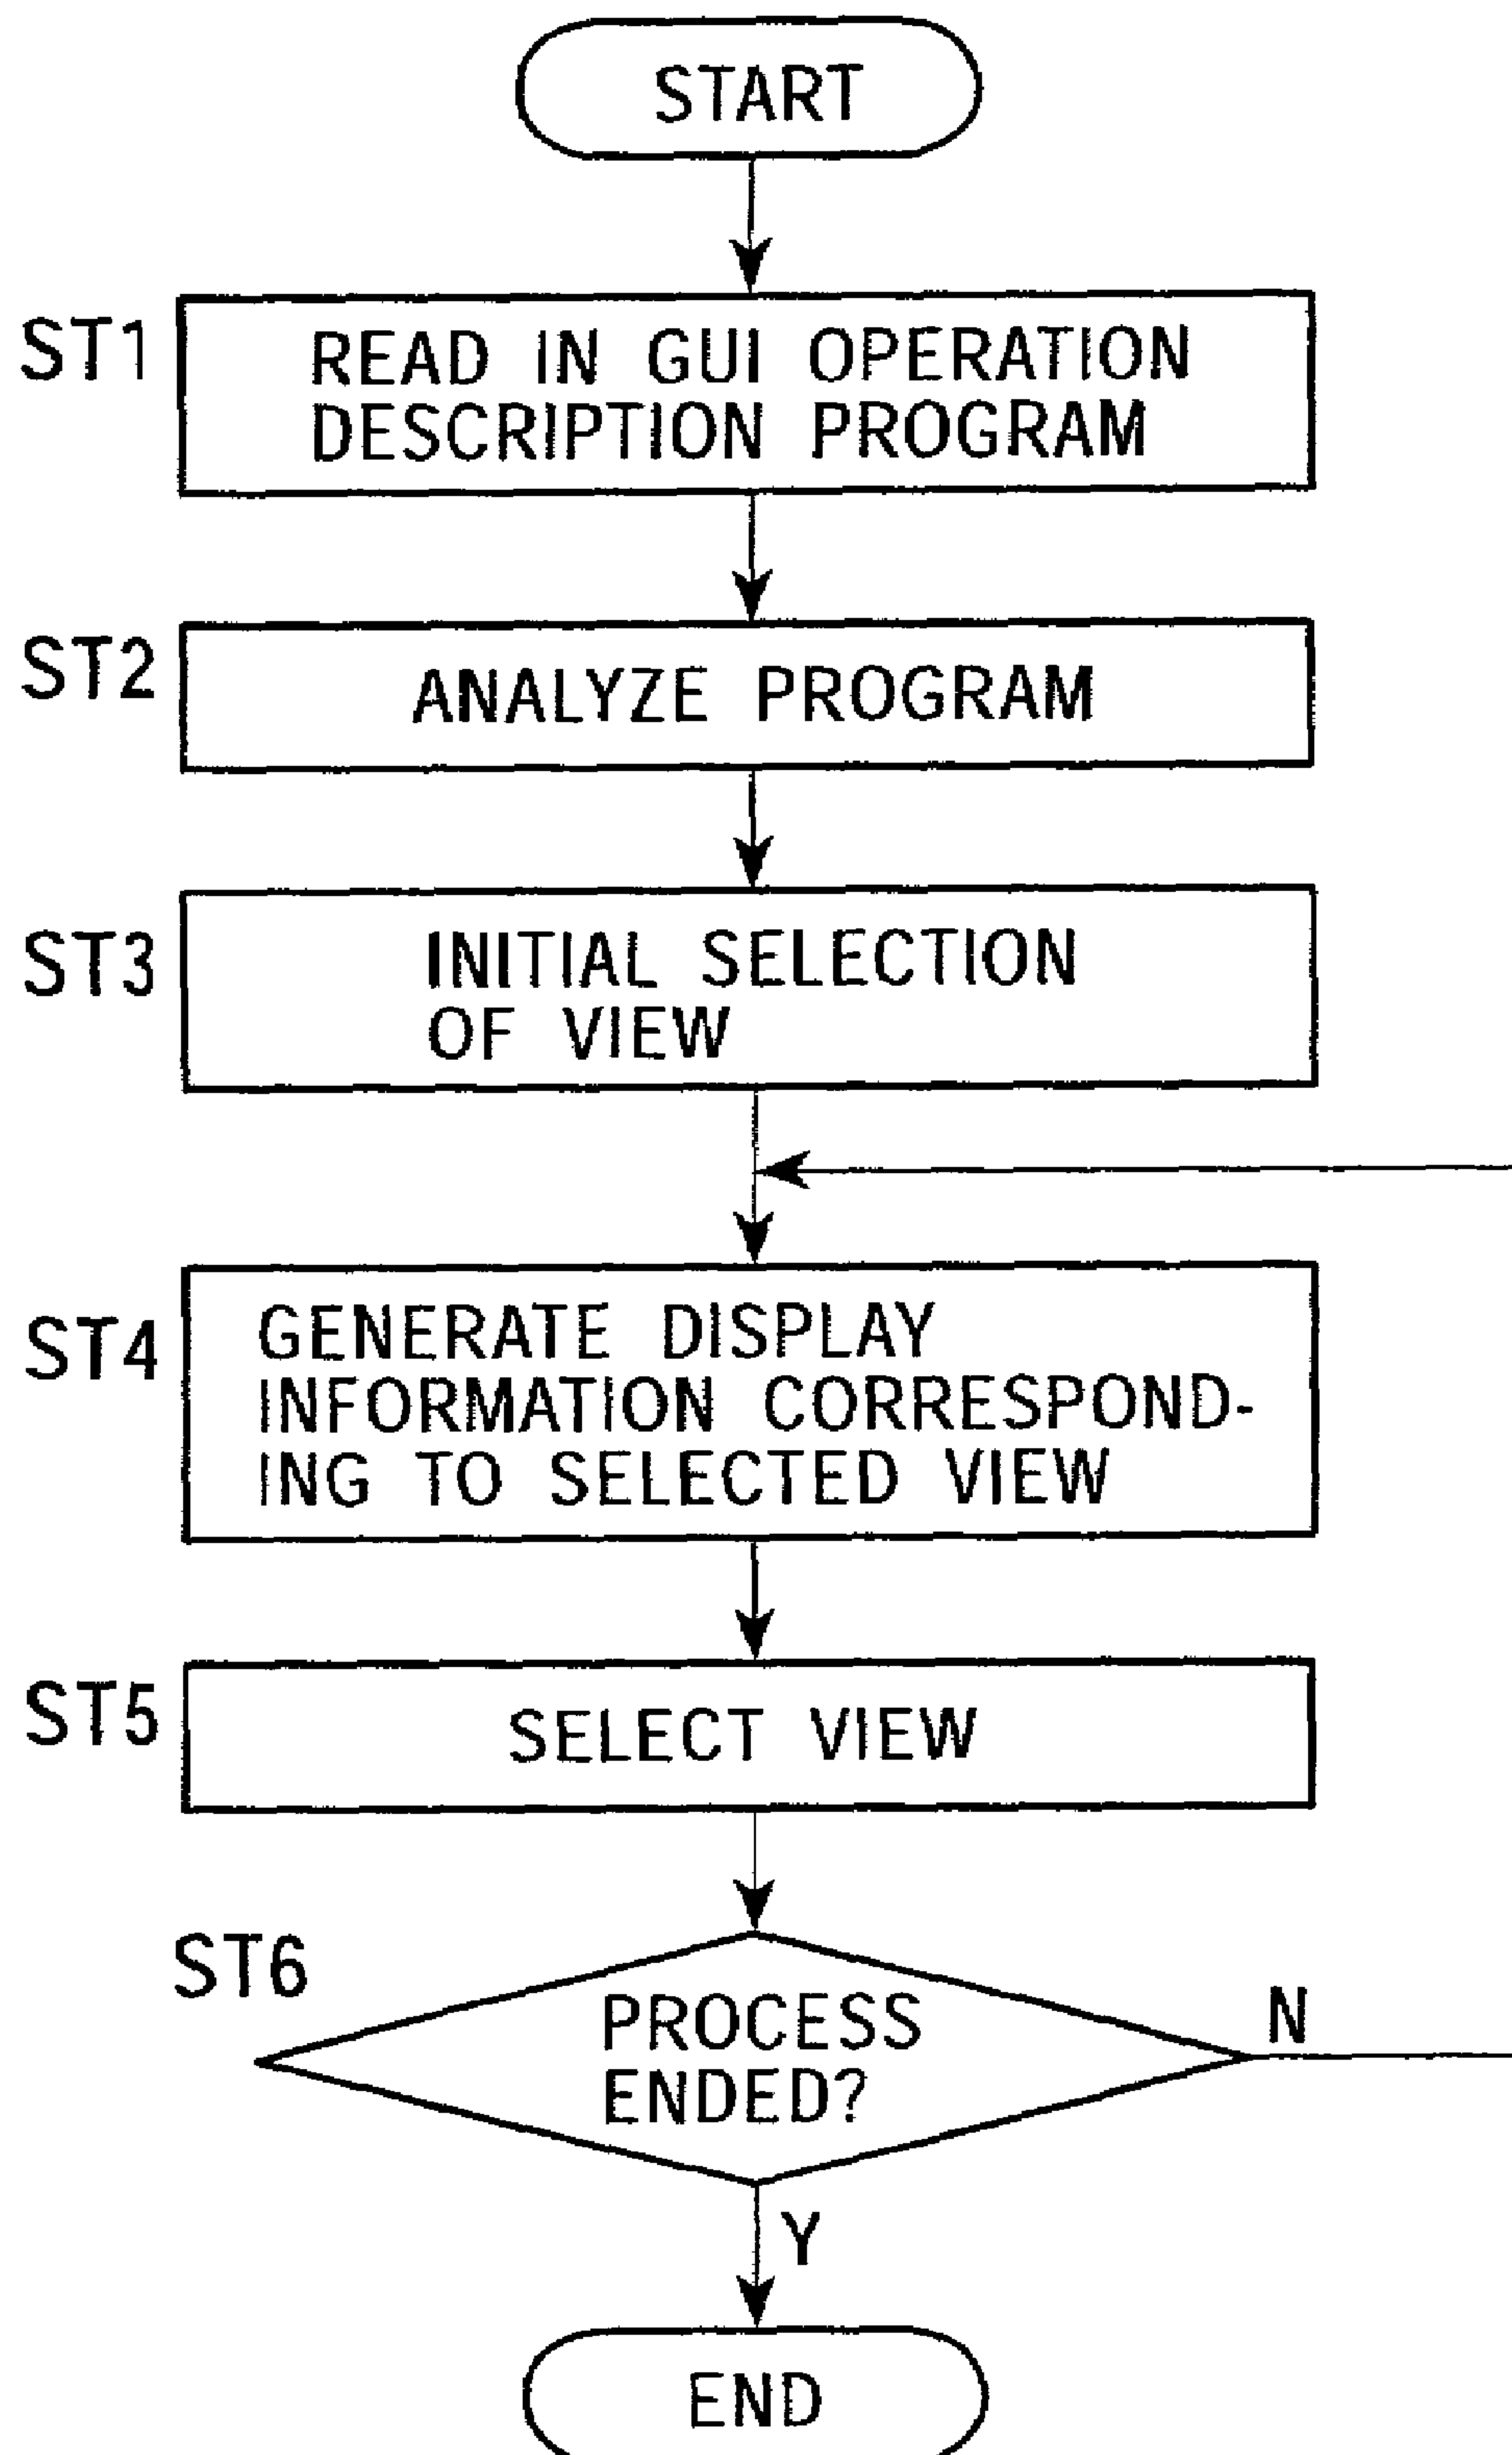 START
ST1
READ IN GUI OPERATION
DESCRIPTION PROGRAM
ST2
ANALYZE PROGRAM
ST3
INITIAL SELECTION
OF VIEW
ST4
GENERATE DISPLAY
INFORMATION CORRESPOND-
ING TO SELECTED VIEW
ST5
SELECT VIEW
ST6
PROCESS
ENDED?
N
Y
END